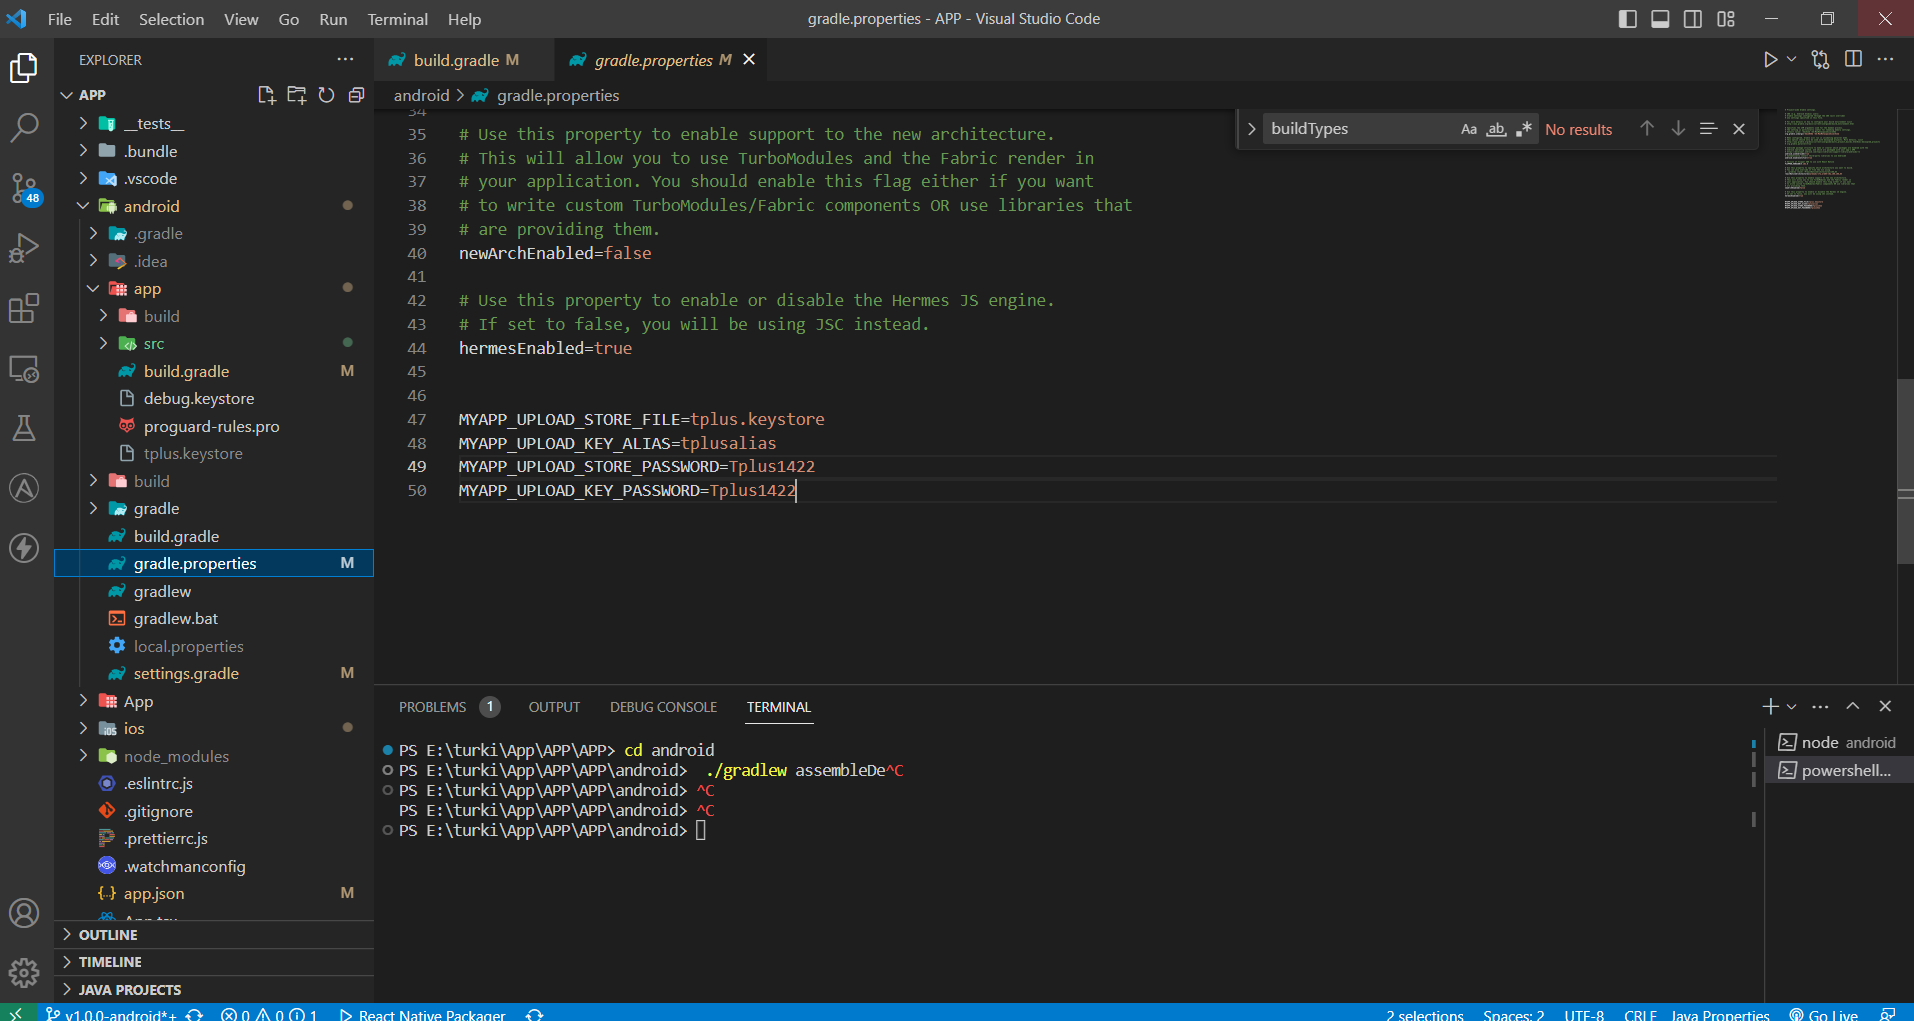 File Edit Selection View Go Run Terminal Help
gradle.properties - APP - Visual Studio Code
EXPLORER
build.gradle M
gradle.properties M
APP
android > gradle.properties
__tests__
.bundle
.vscode
48
android
.gradle
.idea
app
build
src
build.gradle M
debug.keystore
proguard-rules.pro
tplus.keystore
build
gradle
build.gradle
gradle.properties M
gradlew
gradlew.bat
local.properties
settings.gradle M
App
ios
node_modules
.eslintrc.js
.gitignore
.prettierrc.js
.watchmanconfig
app.json M
App.tsx
OUTLINE
TIMELINE
JAVA PROJECTS
buildTypes
Aa ab .* No results
34
35 # Use this property to enable support to the new architecture.
36 # This will allow you to use TurboModules and the Fabric render in
37 # your application. You should enable this flag either if you want
38 # to write custom TurboModules/Fabric components OR use libraries that
39 # are providing them.
40 newArchEnabled=false
41
42 # Use this property to enable or disable the Hermes JS engine.
43 # If set to false, you will be using JSC instead.
44 hermesEnabled=true
45
46
47 MYAPP_UPLOAD_STORE_FILE=tplus.keystore
48 MYAPP_UPLOAD_KEY_ALIAS=tplusalias
49 MYAPP_UPLOAD_STORE_PASSWORD=Tplus1422
50 MYAPP_UPLOAD_KEY_PASSWORD=Tplus1422
PROBLEMS 1 OUTPUT DEBUG CONSOLE TERMINAL
PS E:\turki\App\APP\APP> cd android
PS E:\turki\App\APP\APP\android> ./gradlew assembleDe^C
PS E:\turki\App\APP\APP\android> ^C
PS E:\turki\App\APP\APP\android> ^C
PS E:\turki\App\APP\APP\android>
node android
powershell...
v1.0.0-android*+ 0 0 1 React Native Packager
2 selections Spaces: 2 UTF-8 CRLF Java Properties Go Live